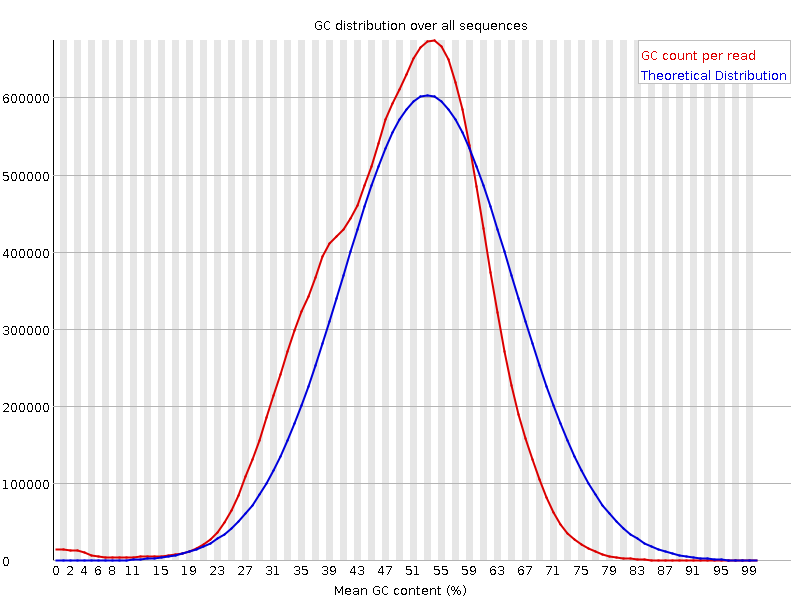 GC distribution over all sequences
GC count per read
Theoretical Distribution
600000
500000
400000
300000
200000
100000
0
0 2 4 6 8 11 15 19 23 27 31 35 39 43 47 51 55 59 63 67 71 75 79 83 87 91 95 99
Mean GC content (%)